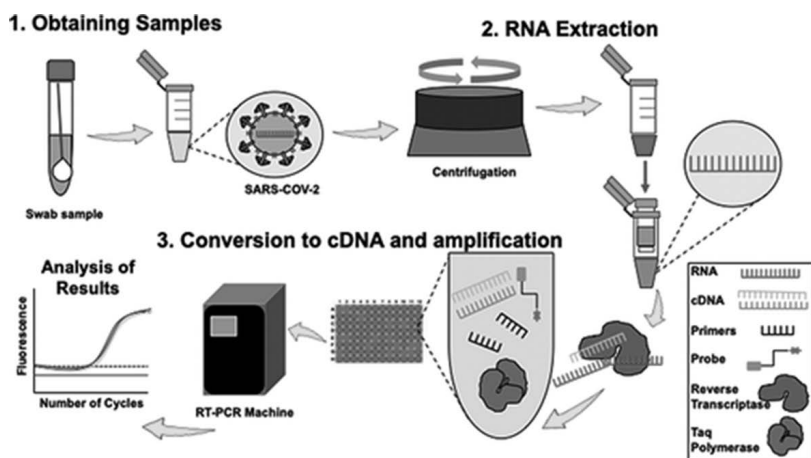 1. Obtaining Samples
Swab sample
SARS-COV-2
2. RNA Extraction
Centrifugation
3. Conversion to cDNA and amplification
Analysis of
Results
Fluorescence
Number of Cycles
RT-PCR Machine
RNA
cDNA
Primers
Probe
Reverse
Transcriptase
Taq
Polymerase